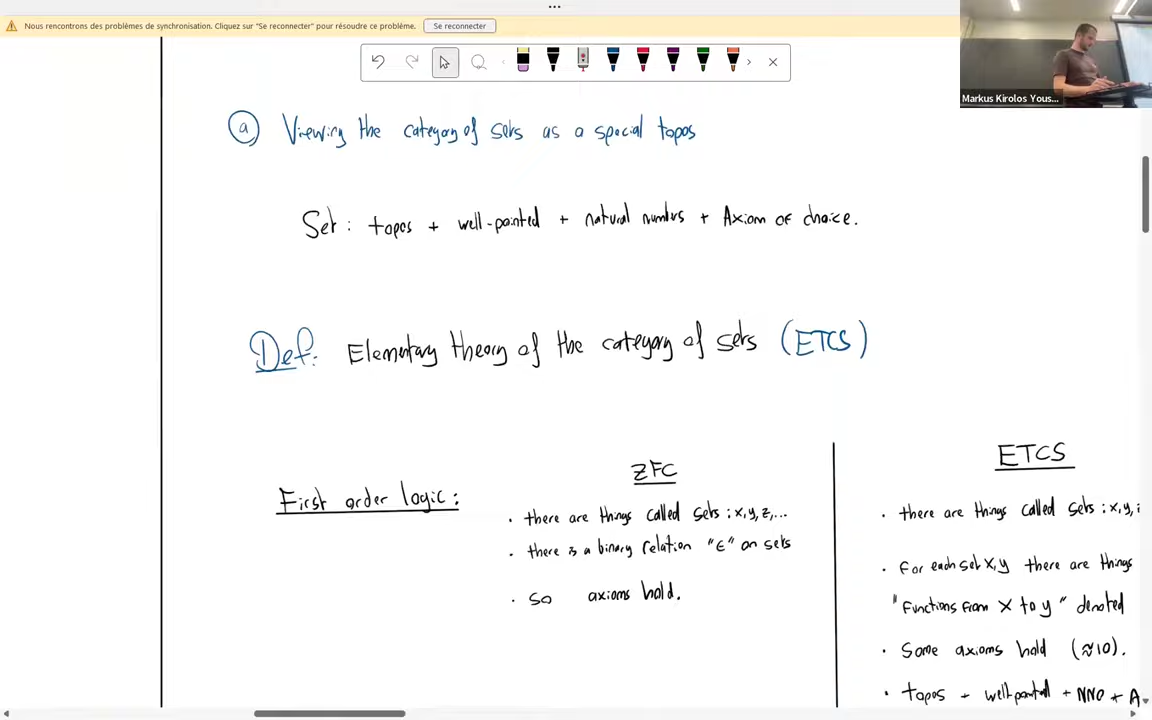 Nous rencontrons des problèmes de synchronisation. Cliquez sur "Se reconnecter" pour résoudre ce problème.
Se reconnecter
Markus Kirolos Yous...
a Viewing the category of sets as a special topos
Set: topos + well-pointed + natural numbers + Axiom of choice.
Def: Elementary theory of the category of sets (ETCS)
First order logic:
ZFC
· there are things called sets: x, y, z, ...
· there is a binary relation "∈" on sets
· so axioms hold.
ETCS
· there are things called sets: x, y,
· For each set x, y there are things
"functions from x to y" denoted
· Some axioms hold (≈10).
· topos + well-pointed + NNO + A